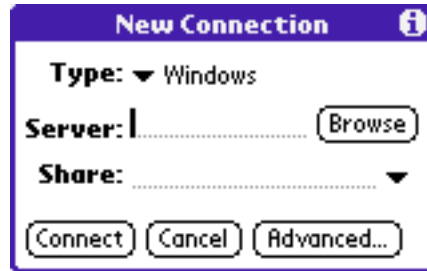 New Connection
Type: Windows
Server: Browse
Share:
Connect Cancel Advanced...